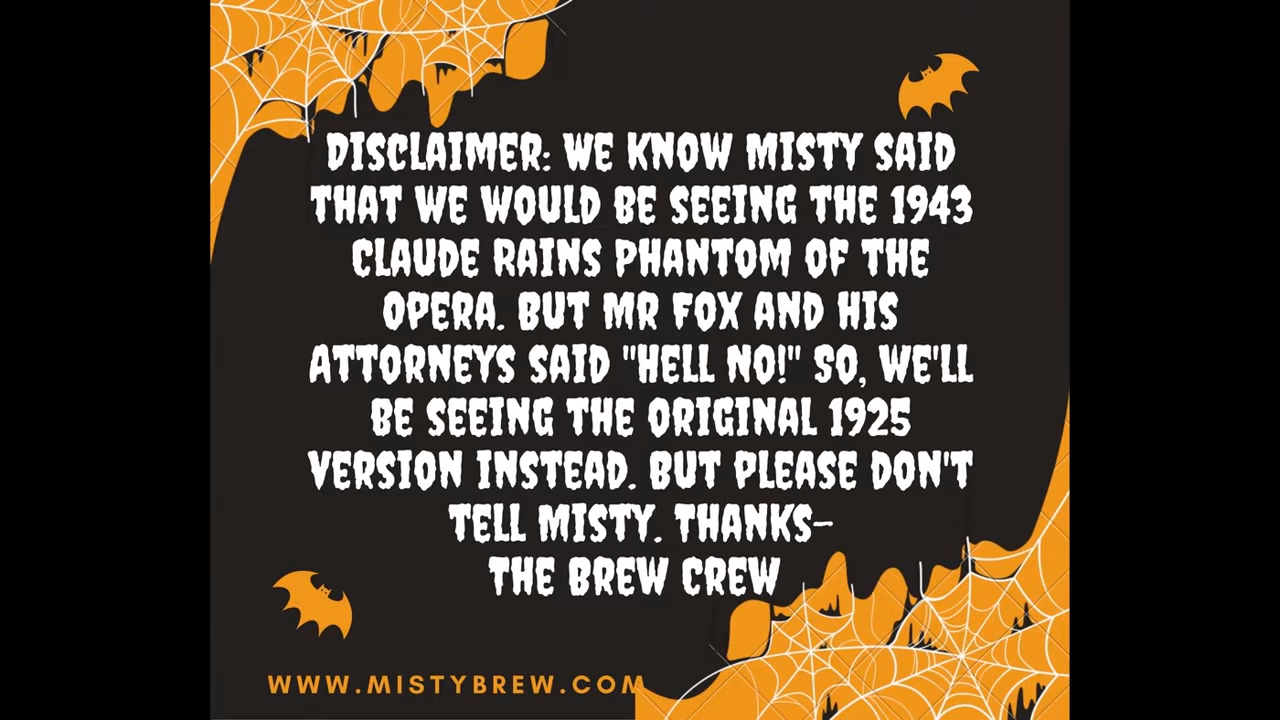 DISCLAIMER: WE KNOW MISTY SAID
THAT WE WOULD BE SEEING THE 1943
CLAUDE RAINS PHANTOM OF THE
OPERA. BUT MR FOX AND HIS
ATTORNEYS SAID "HELL NO!" SO, WE'LL
BE SEEING THE ORIGINAL 1925
VERSION INSTEAD. BUT PLEASE DON'T
TELL MISTY. THANKS-
THE BREW CREW
WWW.MISTYBREW.COM